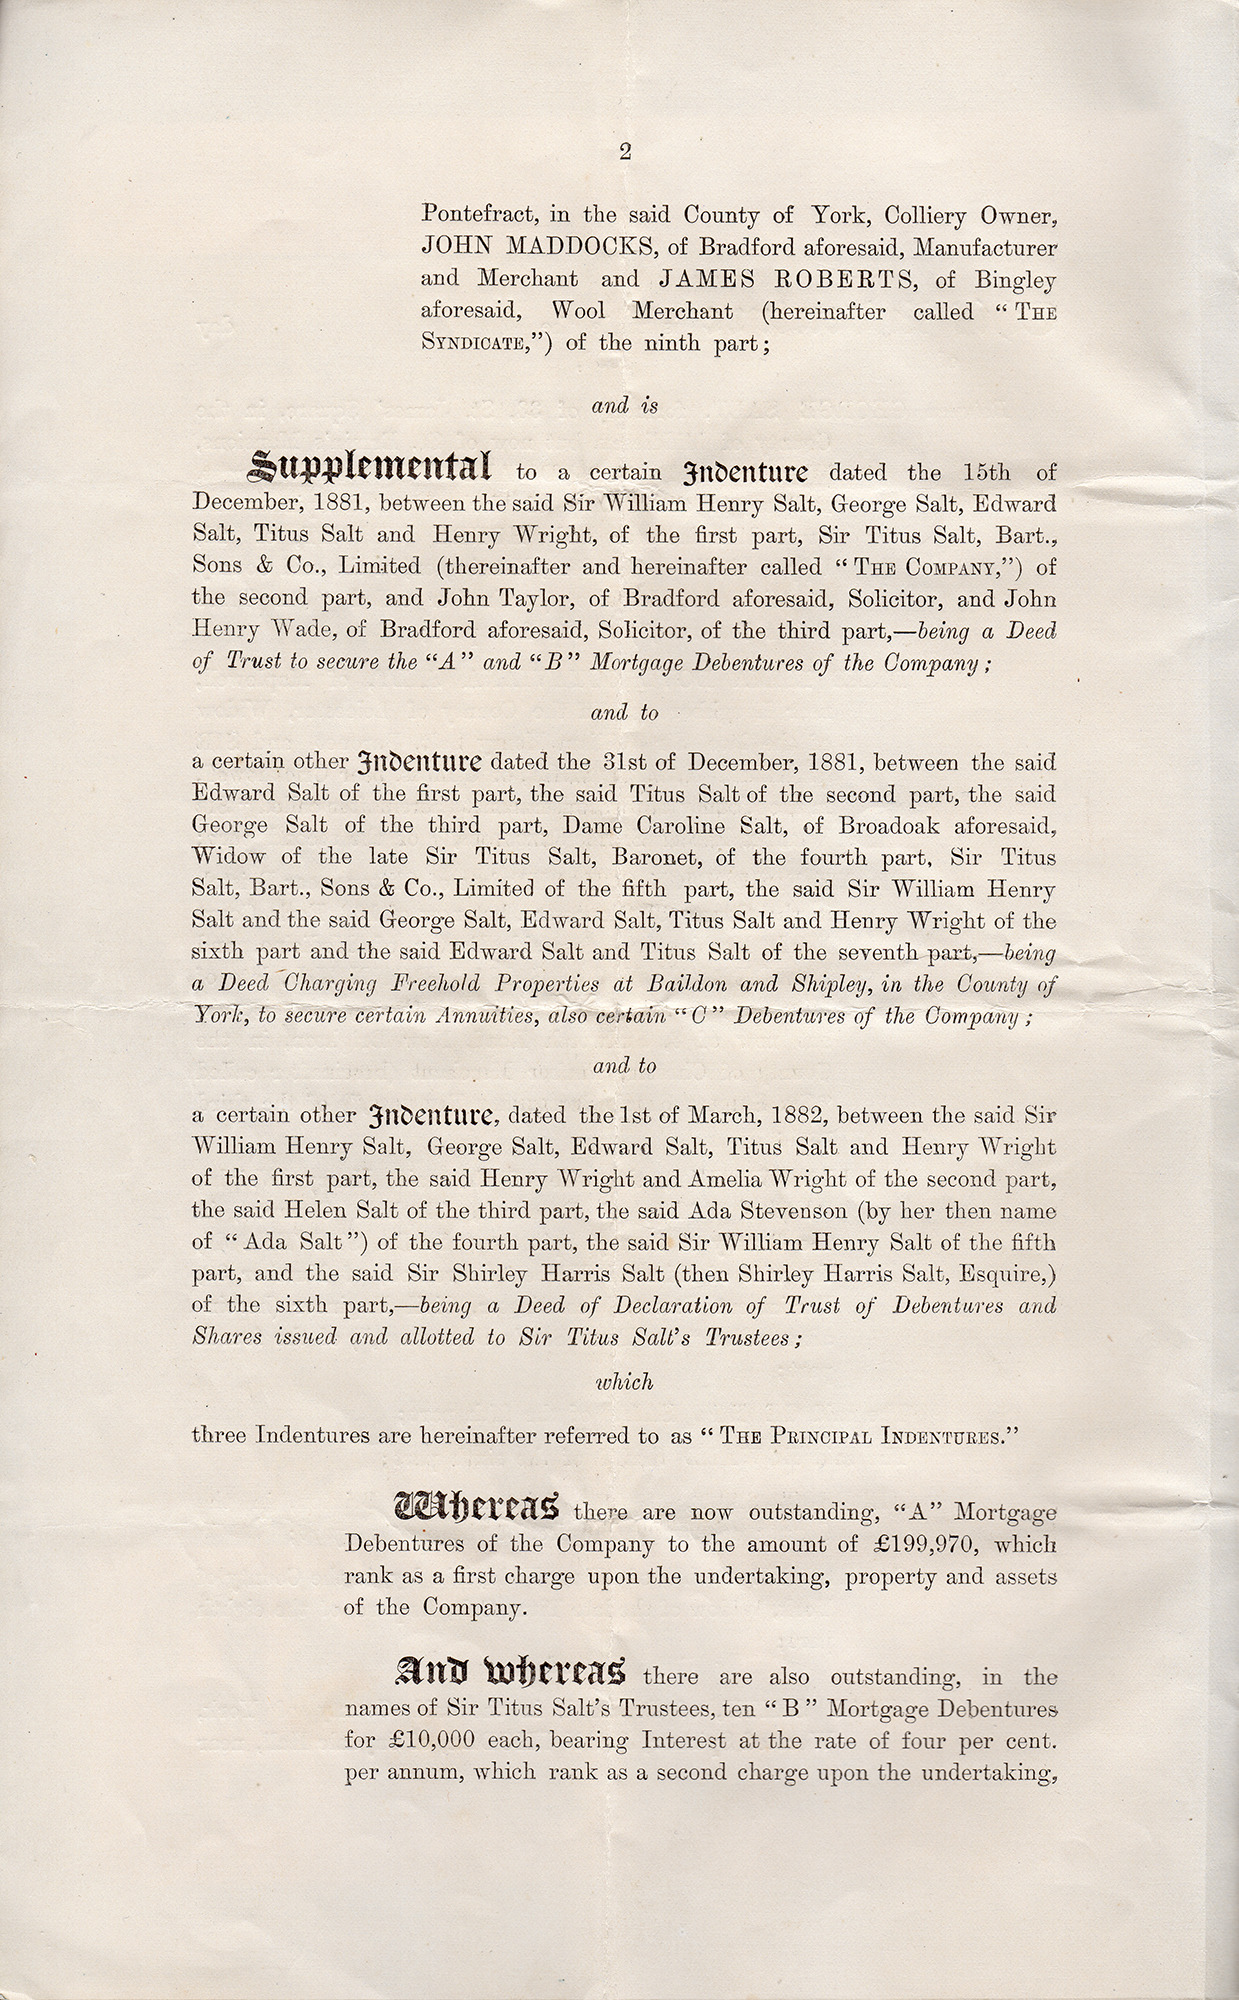 2
Pontefract, in the said County of York, Colliery Owner,
JOHN MADDOCKS, of Bradford aforesaid, Manufacturer
and Merchant and JAMES ROBERTS, of Bingley
aforesaid, Wool Merchant (hereinafter called “ THE
SYNDICATE,”) of the ninth part ;
and is
Supplemental to a certain Indenture dated the 15th of
December, 1881, between the said Sir William Henry Salt, George Salt, Edward
Salt, Titus Salt and Henry Wright, of the first part, Sir Titus Salt, Bart.,
Sons & Co., Limited (thereinafter and hereinafter called “ THE COMPANY,”) of
the second part, and John Taylor, of Bradford aforesaid, Solicitor, and John
Henry Wade, of Bradford aforesaid, Solicitor, of the third part,—being a Deed
of Trust to secure the “A” and “B” Mortgage Debentures of the Company ;
and to
a certain other Indenture dated the 31st of December, 1881, between the said
Edward Salt of the first part, the said Titus Salt of the second part, the said
George Salt of the third part, Dame Caroline Salt, of Broadoak aforesaid,
Widow of the late Sir Titus Salt, Baronet, of the fourth part, Sir Titus
Salt, Bart., Sons & Co., Limited of the fifth part, the said Sir William Henry
Salt and the said George Salt, Edward Salt, Titus Salt and Henry Wright of the
sixth part and the said Edward Salt and Titus Salt of the seventh part,—being
a Deed Charging Freehold Properties at Baildon and Shipley, in the County of
York, to secure certain Annuities, also certain “C” Debentures of the Company ;
and to
a certain other Indenture, dated the 1st of March, 1882, between the said Sir
William Henry Salt, George Salt, Edward Salt, Titus Salt and Henry Wright
of the first part, the said Henry Wright and Amelia Wright of the second part,
the said Helen Salt of the third part, the said Ada Stevenson (by her then name
of “ Ada Salt”) of the fourth part, the said Sir William Henry Salt of the fifth
part, and the said Sir Shirley Harris Salt (then Shirley Harris Salt, Esquire,)
of the sixth part,—being a Deed of Declaration of Trust of Debentures and
Shares issued and allotted to Sir Titus Salt’s Trustees ;
which
three Indentures are hereinafter referred to as “ THE PRINCIPAL INDENTURES.”
Whereas there are now outstanding, “A” Mortgage
Debentures of the Company to the amount of £199,970, which
rank as a first charge upon the undertaking, property and assets
of the Company.
And whereas there are also outstanding, in the
names of Sir Titus Salt’s Trustees, ten “ B ” Mortgage Debentures
for £10,000 each, bearing Interest at the rate of four per cent.
per annum, which rank as a second charge upon the undertaking,